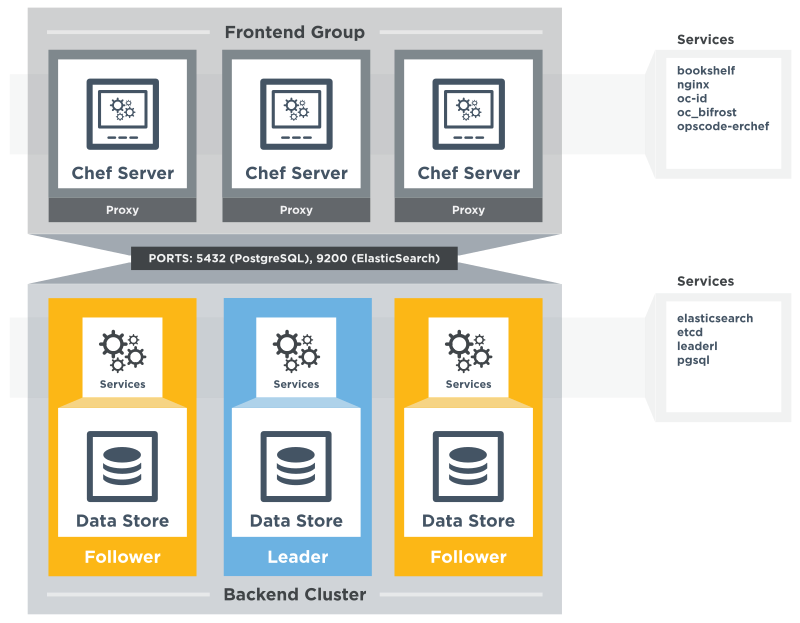 Frontend Group
Chef Server
Chef Server
Chef Server
Proxy
Proxy
Proxy
Services
bookshelf
nginx
oc-id
oc_bifrost
opscode-erchef
PORTS: 5432 (PostgreSQL), 9200 (ElasticSearch)
Services
Services
Services
Data Store
Data Store
Data Store
Follower
Leader
Follower
Backend Cluster
Services
elasticsearch
etcd
leaderl
pgsql